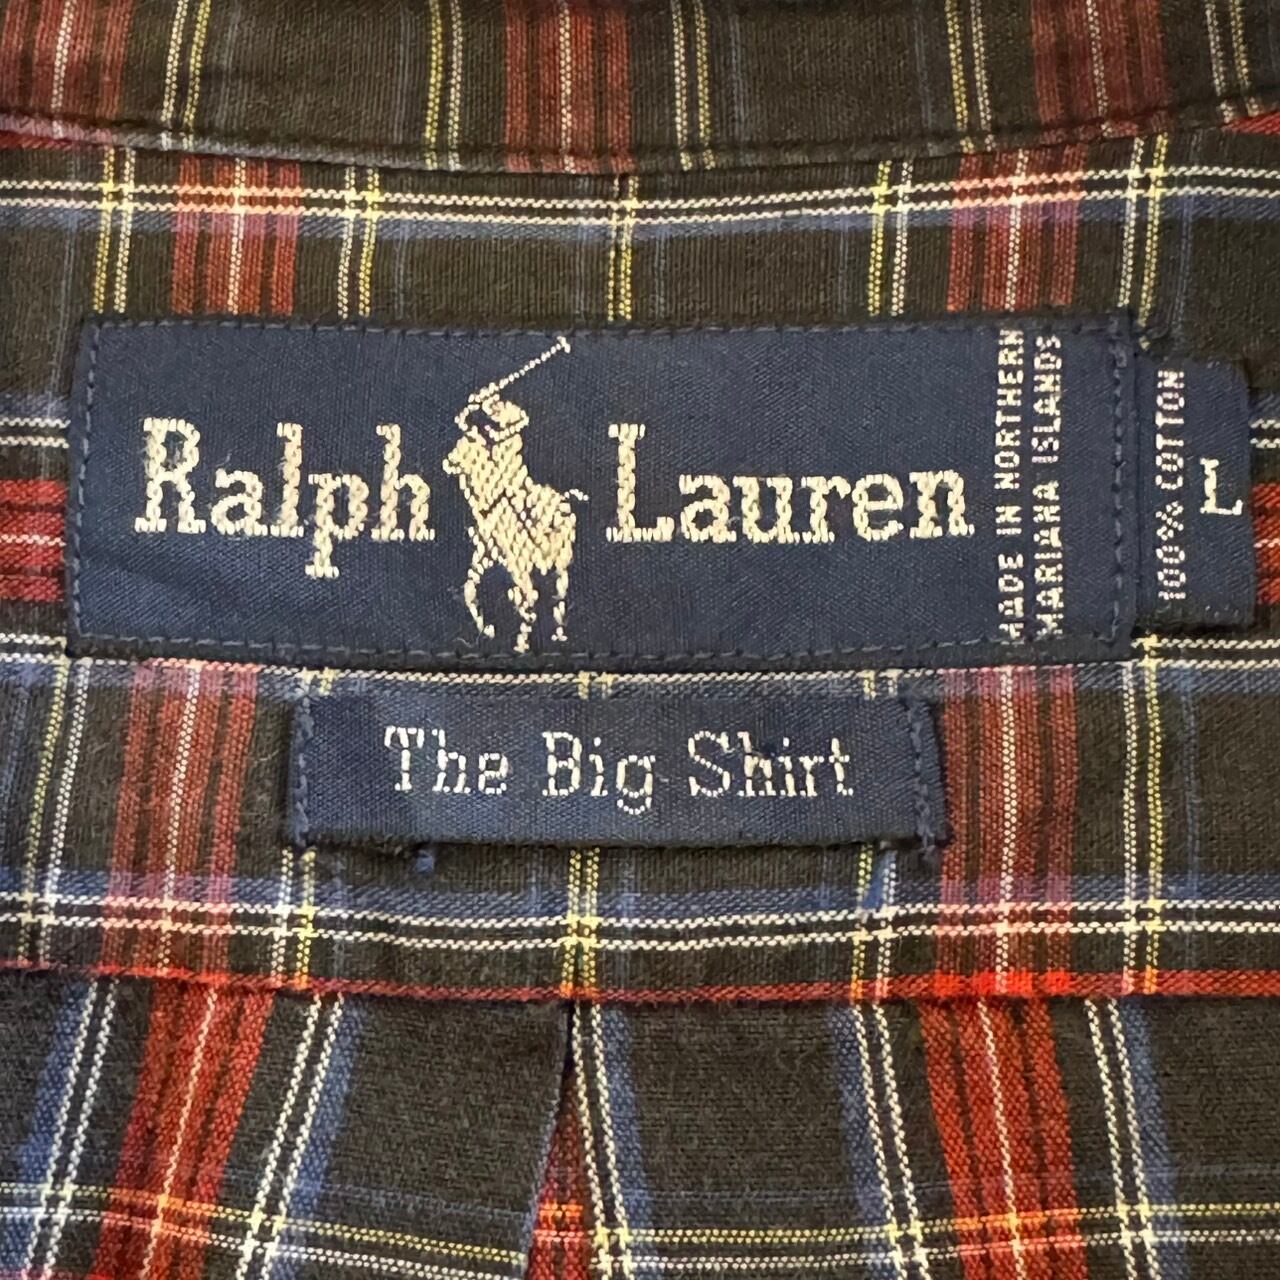 Ralph Lauren
MADE IN NORTHERN
MARIANA ISLANDS
100% COTTON
L
The Big Shirt